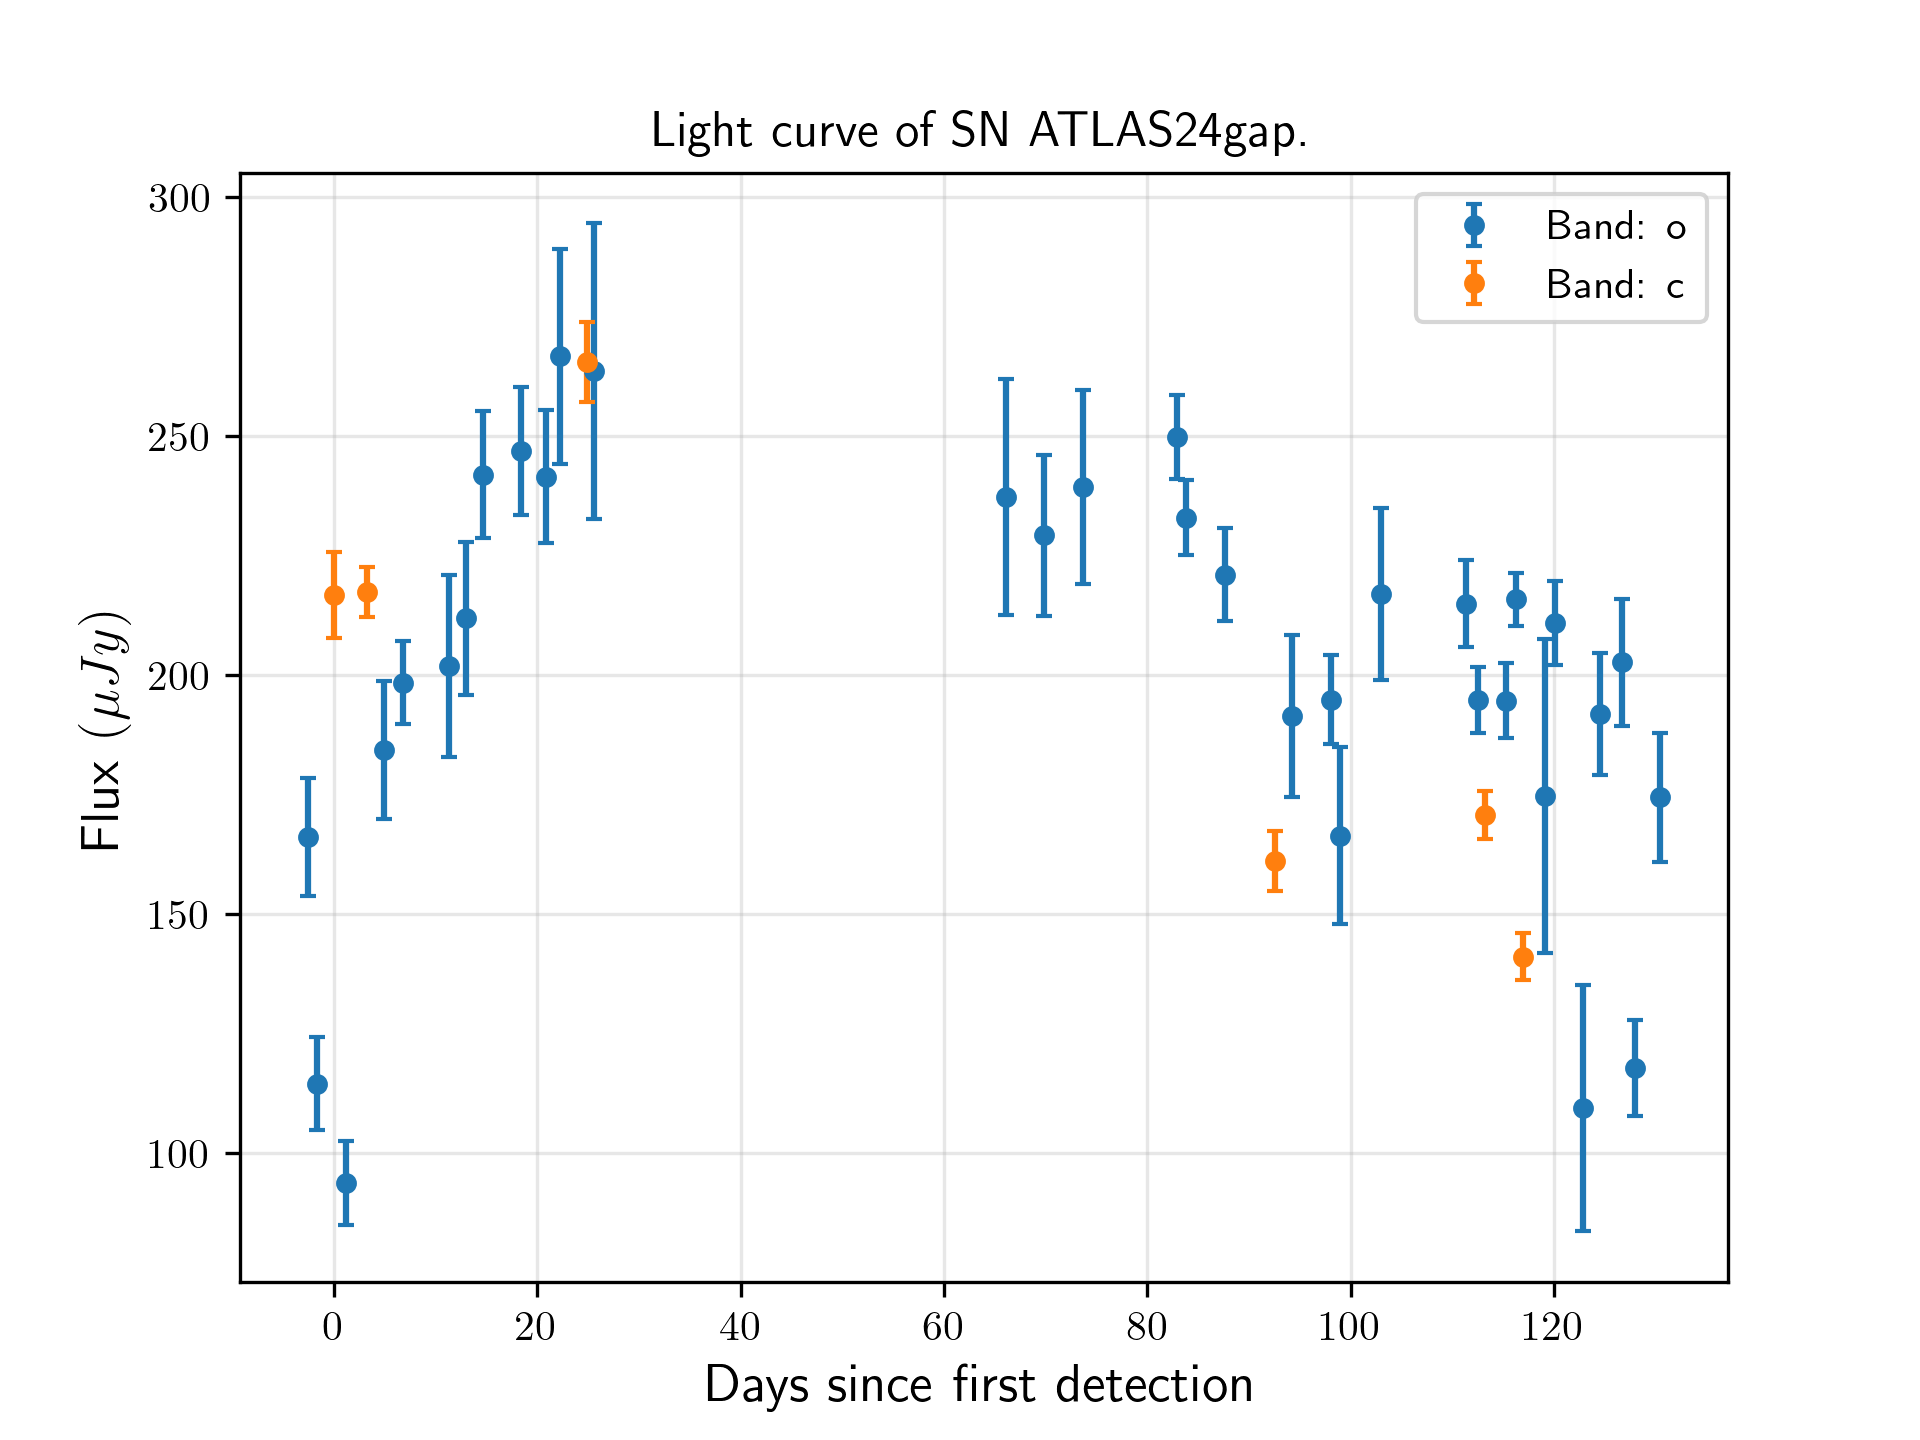 Light curve of SN ATLAS24gap.
300
250
200
150
100
Flux (μJy)
Band: o
Band: c
0 20 40 60 80 100 120
Days since first detection